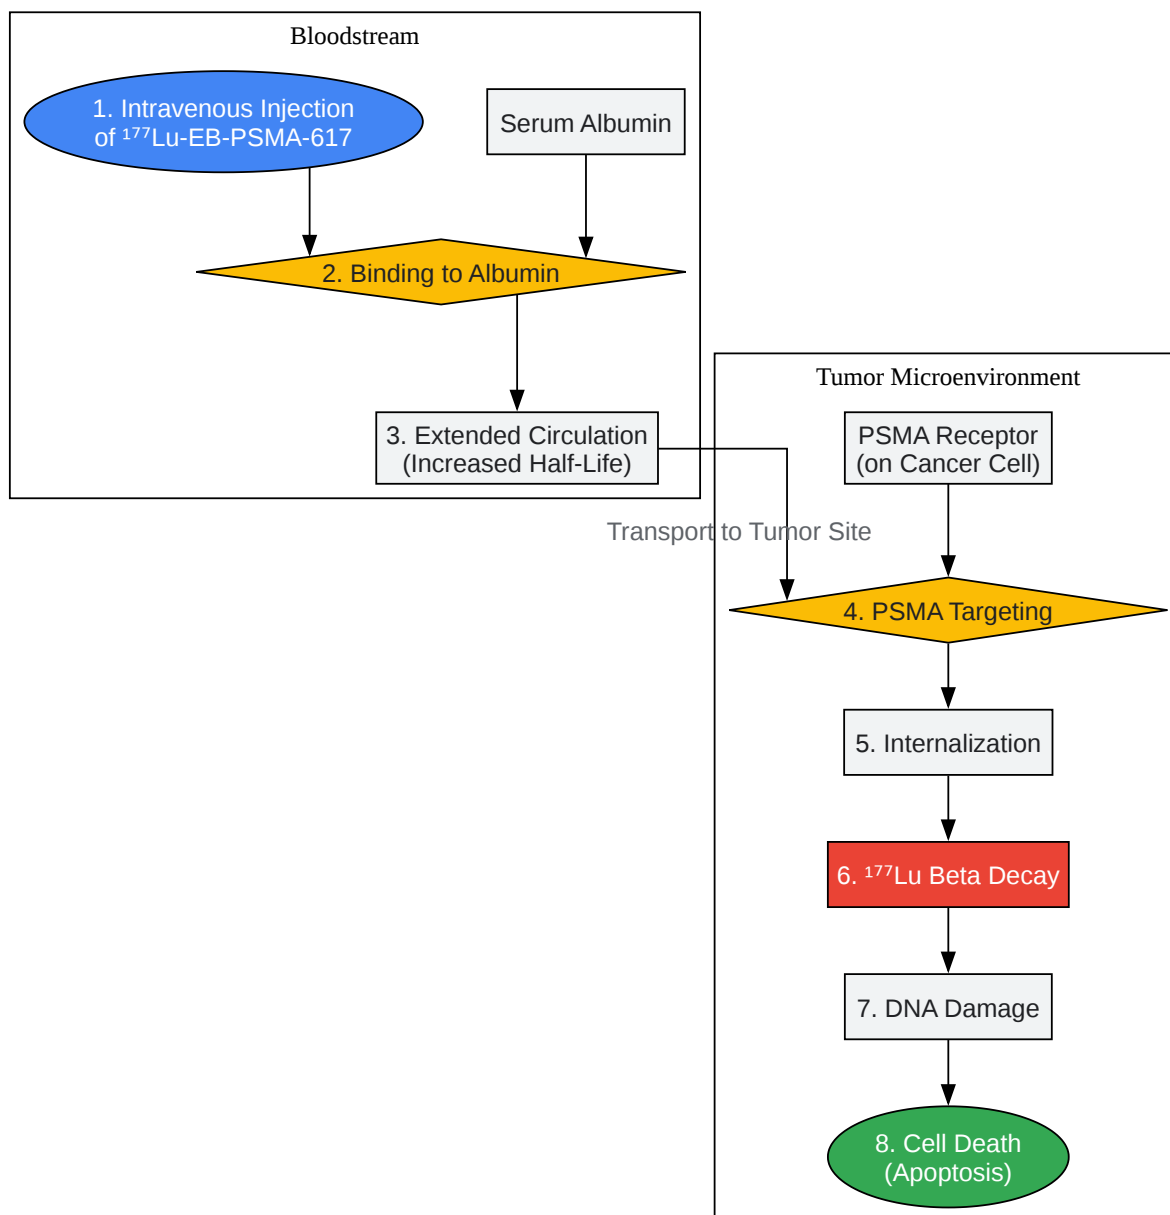 Bloodstream
1. Intravenous Injection
of ¹⁷⁷Lu-EB-PSMA-617
Serum Albumin
2. Binding to Albumin
3. Extended Circulation
(Increased Half-Life)
Tumor Microenvironment
PSMA Receptor
(on Cancer Cell)
Transport to Tumor Site
4. PSMA Targeting
5. Internalization
6. ¹⁷⁷Lu Beta Decay
7. DNA Damage
8. Cell Death
(Apoptosis)